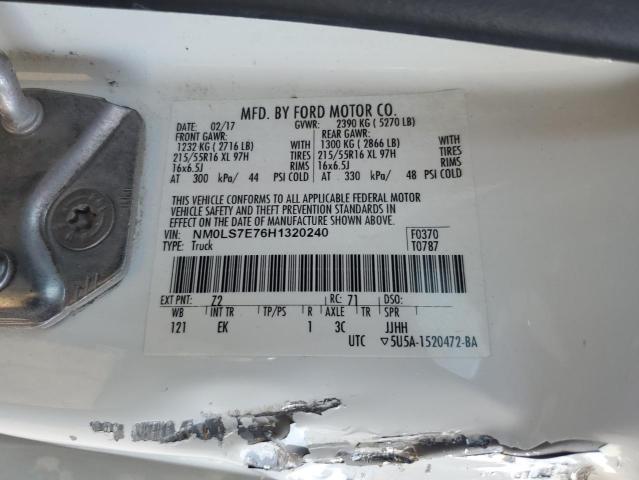 MFD. BY FORD MOTOR CO.
DATE: 02/17 GVWR: 2390 KG ( 5270 LB)
FRONT GAWR: REAR GAWR:
1232 KG ( 2716 LB) WITH 1300 KG ( 2866 LB) WITH
215/55R16 XL 97H TIRES 215/55R16 XL 97H TIRES
16x6.5J RIMS 16x6.5J RIMS
AT 300 kPa/ 44 PSI COLD AT 330 kPa/ 48 PSI COLD
THIS VEHICLE CONFORMS TO ALL APPLICABLE FEDERAL MOTOR
VEHICLE SAFETY AND THEFT PREVENTION STANDARDS IN
EFFECT ON THE DATE OF MANUFACTURE SHOWN ABOVE.
VIN: NM0LS7E76H1320240 F0370
TYPE: Truck T0787
EXT PNT: Z2 RC: 71 DSO:
WB INT TR TP/PS R AXLE TR SPR
121 EK 1 3C JJHH
UTC ▽5U5A-1520472-BA